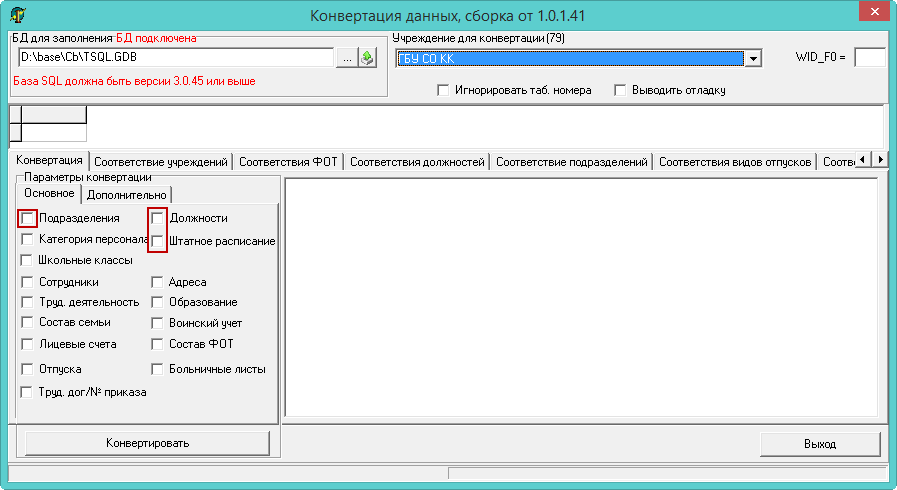 Конвертация данных, сборка от 1.0.1.41
БД для заполнения БД подключена
Учреждение для конвертации(79)
D:\base\Cb\TSQL.GDB
...
ГБУ СО КК
WID_F0 =
База SQL должна быть версии 3.0.45 или выше
Игнорировать таб. номера
Выводить отладку
Конвертация
Соответствие учреждений
Соответствия ФОТ
Соответствия должностей
Соответствие подразделений
Соответствия видов отпусков
Параметры конвертации
Основное
Дополнительно
Подразделения
Должности
Категория персонала
Штатное расписание
Школьные классы
Сотрудники
Адреса
Труд. деятельность
Образование
Состав семьи
Воинский учет
Лицевые счета
Состав ФОТ
Отпуска
Больничные листы
Труд. дог/№ приказа
Конвертировать
Выход